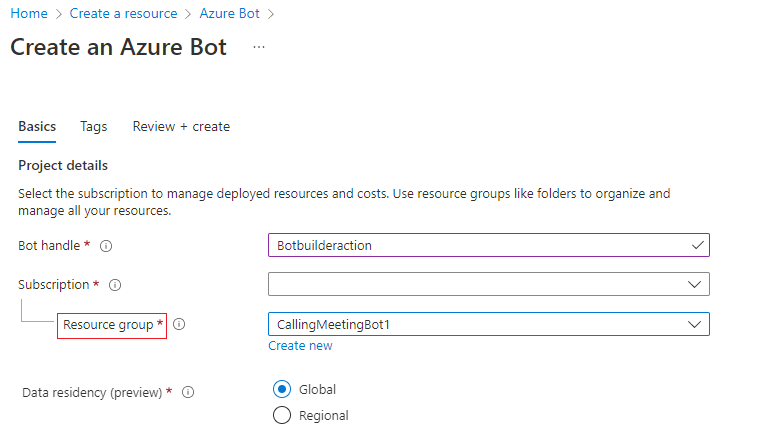 Home > Create a resource > Azure Bot >
Create an Azure Bot ...
Basics Tags Review + create
Project details
Select the subscription to manage deployed resources and costs. Use resource groups like folders to organize and
manage all your resources.
Bot handle * Botbuilderaction
Subscription *
Resource group * CallingMeetingBot1
Create new
Data residency (preview) * Global
Regional